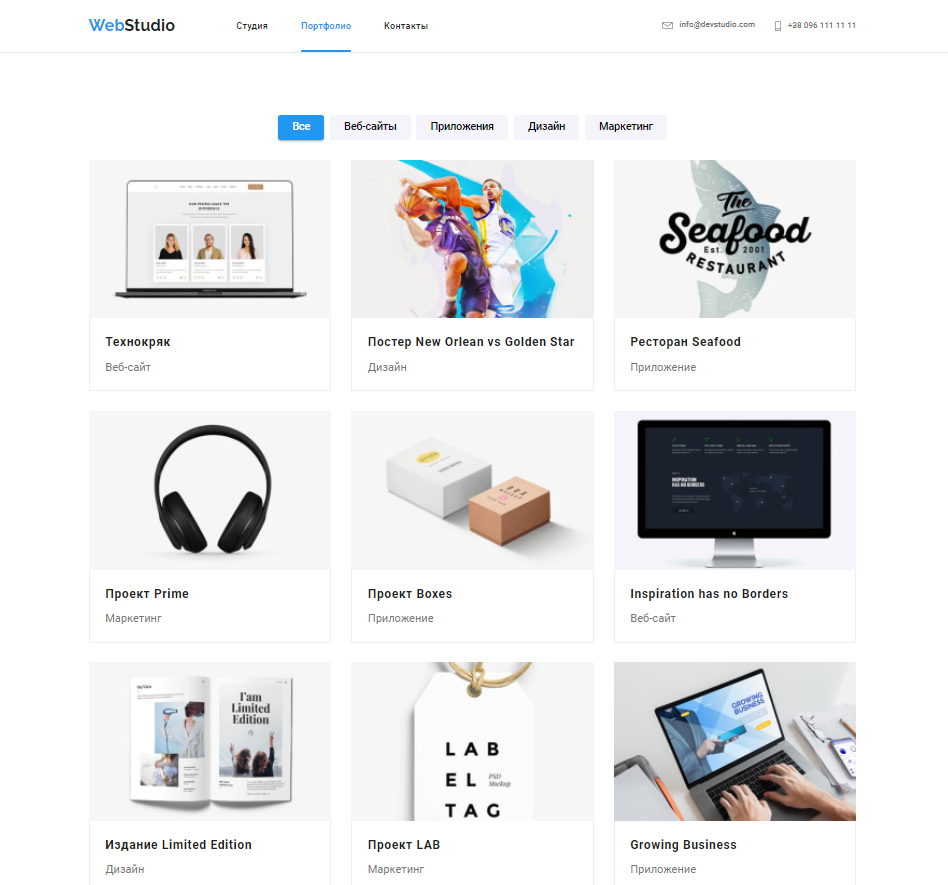 WebStudio
Студия
Портфолио
Контакты
info@devstudio.com
+38 096 111 11 11
Все
Веб-сайты
Приложения
Дизайн
Маркетинг
The
Seafood
Est. 2001
RESTAURANT
Технокряк
Веб-сайт
Постер New Orlean vs Golden Star
Дизайн
Ресторан Seafood
Приложение
INSPIRATION
HAS NO BORDERS
Проект Prime
Маркетинг
Проект Boxes
Приложение
Inspiration has no Borders
Веб-сайт
I'am
Limited
Edition
LAB
EL
TAG
PSD
Mockup
GROWING
BUSINESS
Издание Limited Edition
Дизайн
Проект LAB
Маркетинг
Growing Business
Приложение